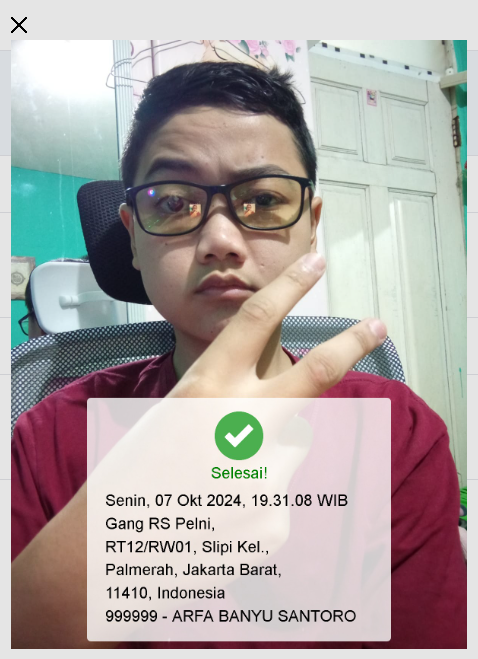 Selesai!
Senin, 07 Okt 2024, 19.31.08 WIB
Gang RS Pelni,
RT12/RW01, Slipi Kel.,
Palmerah, Jakarta Barat,
11410, Indonesia
999999 - ARFA BANYU SANTORO